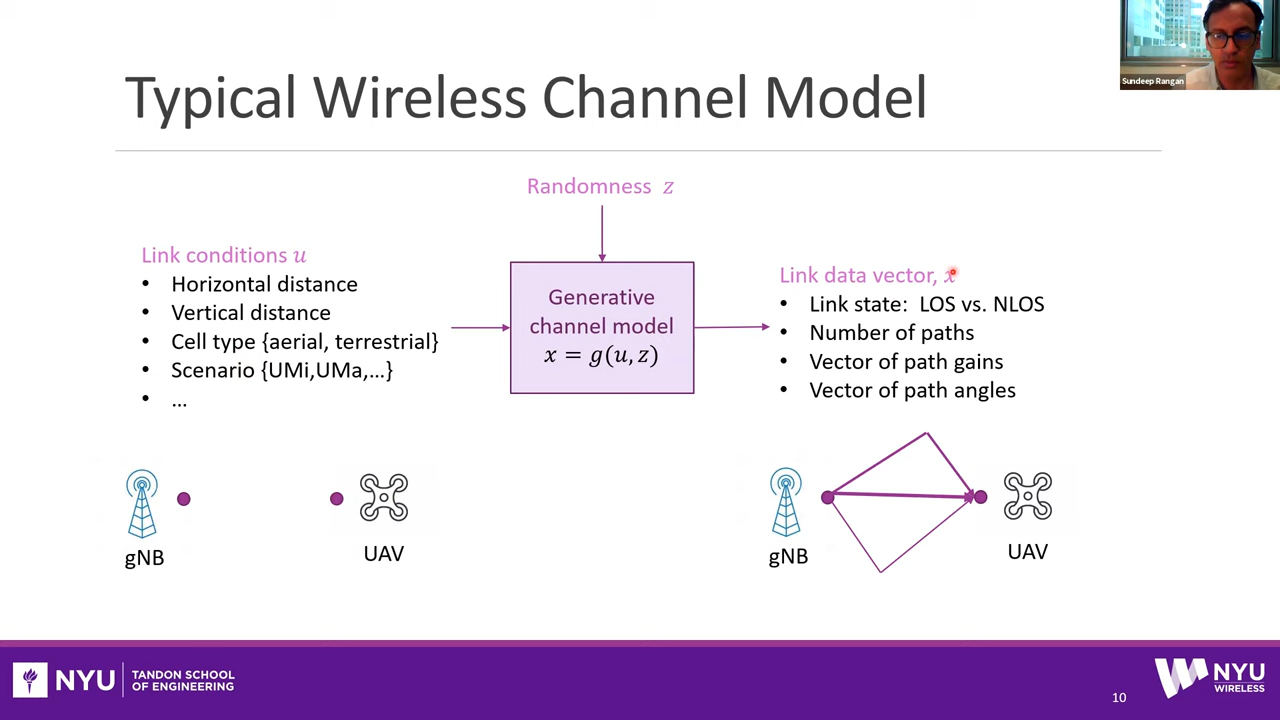 Sundeep Rangan
Typical Wireless Channel Model
Randomness z
Link conditions u
• Horizontal distance
• Vertical distance
• Cell type {aerial, terrestrial}
• Scenario {UMi,UMa,...}
• ...
Generative
channel model
x = g(u, z)
Link data vector, x
• Link state: LOS vs. NLOS
• Number of paths
• Vector of path gains
• Vector of path angles
gNB
UAV
gNB
UAV
NYU
TANDON SCHOOL
OF ENGINEERING
10
NYU
WIRELESS